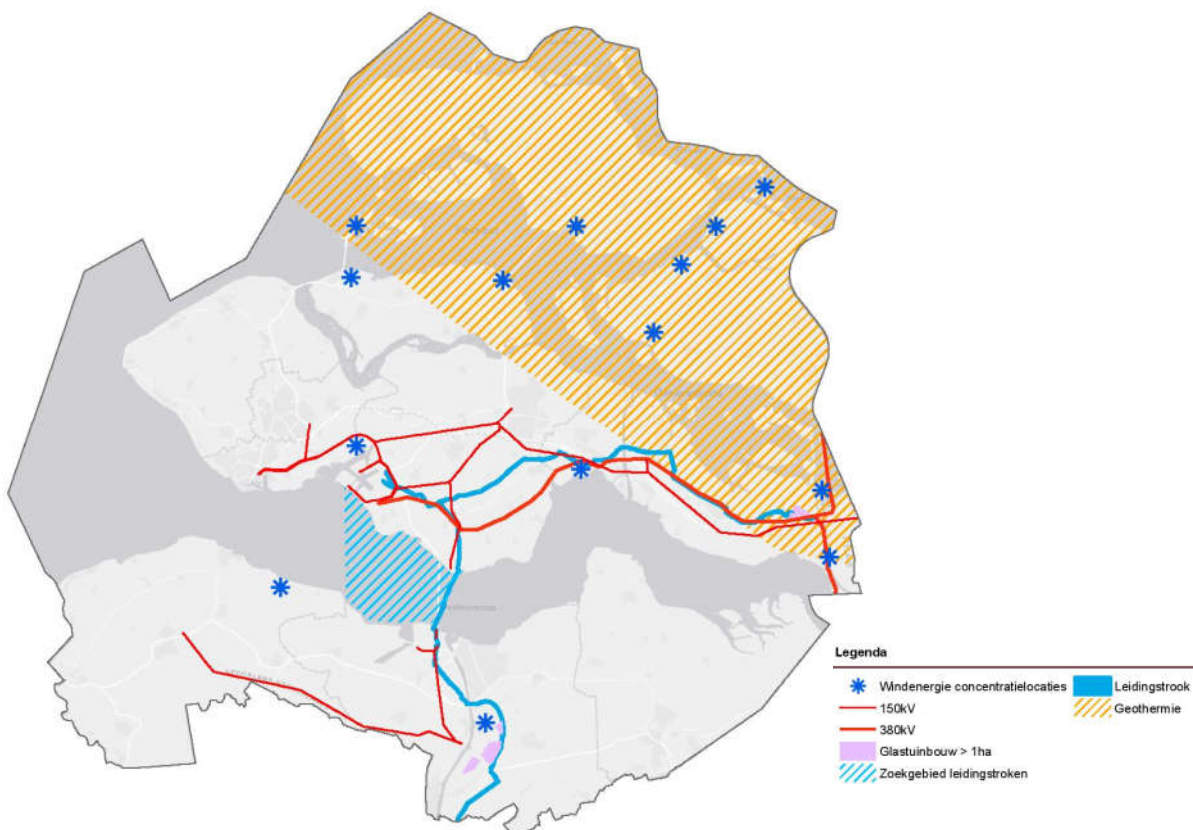 Legenda
Windenergie concentratielocaties
150kV
380kV
Glastuinbouw > 1ha
Zoekgebied leidingstroken
Leidingstrook
Geothermie